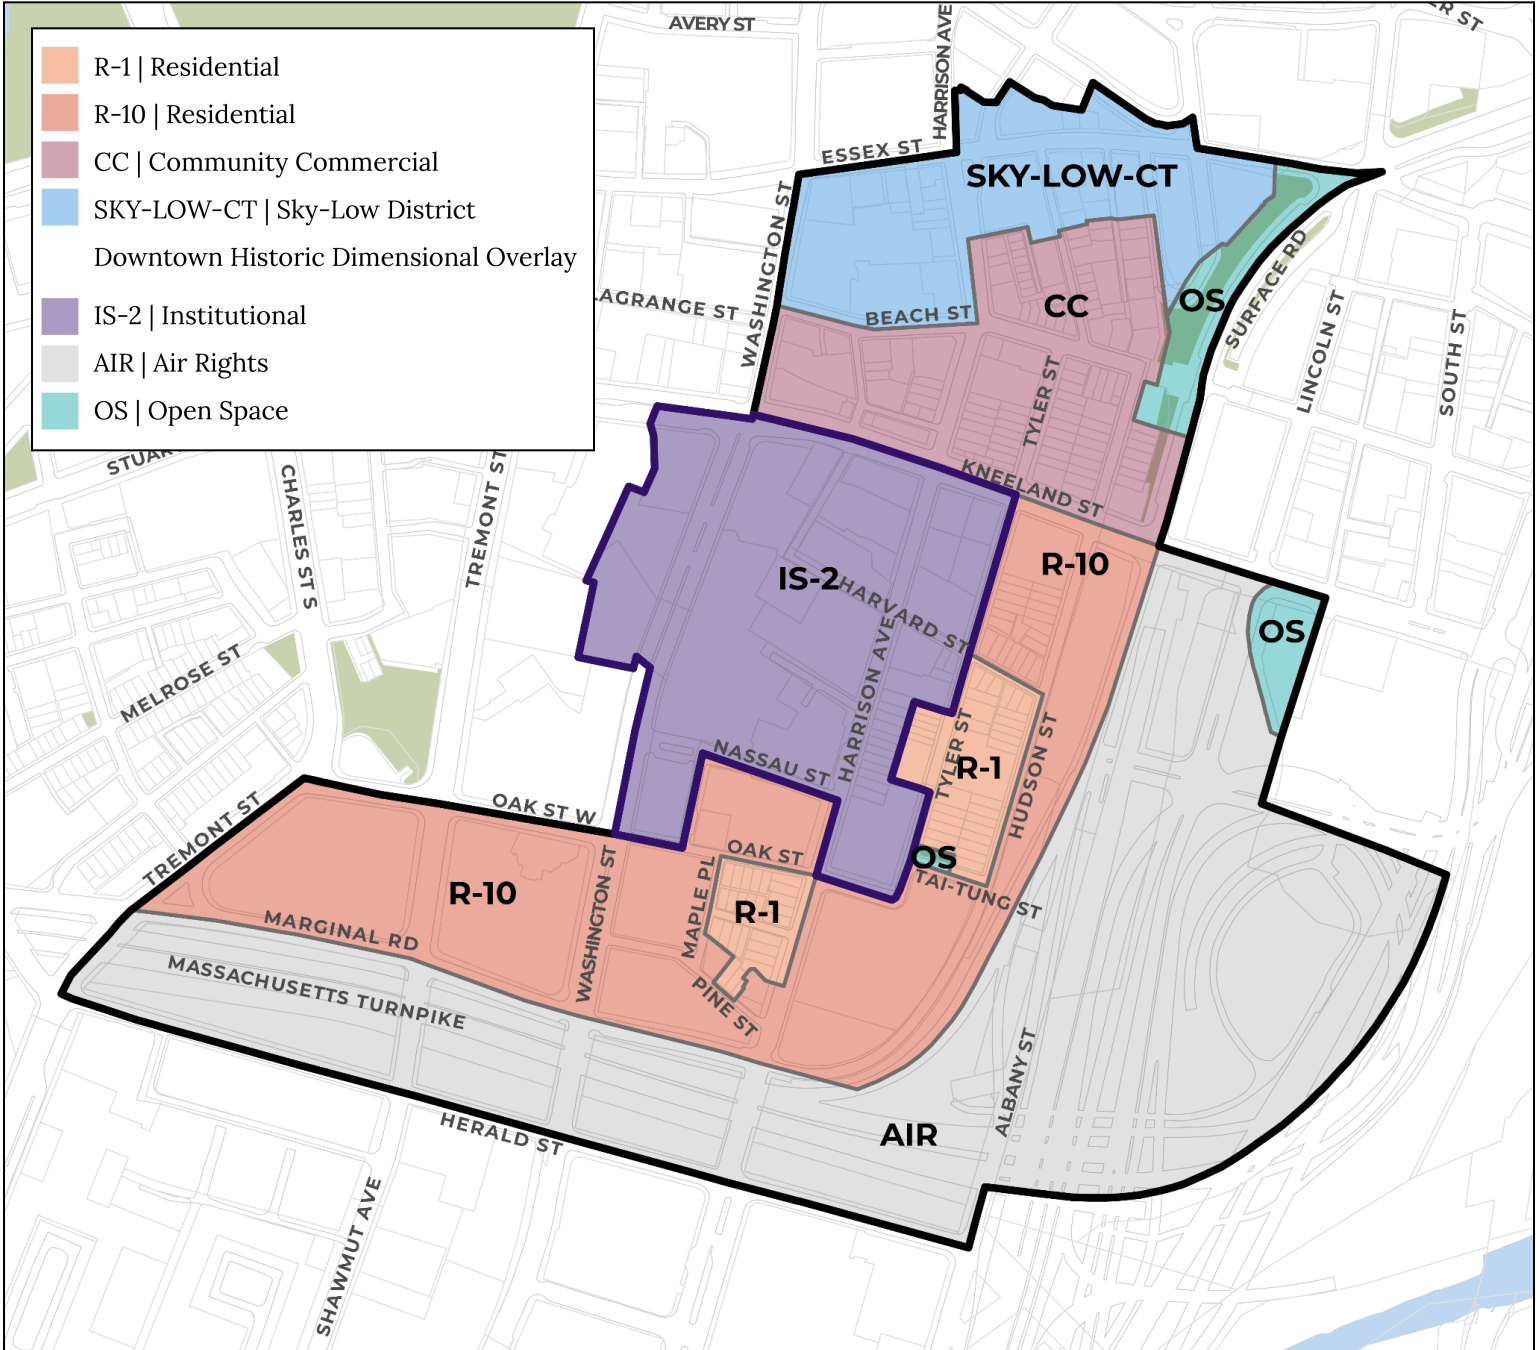 AVERY ST
HARRISON AVE
ER ST
R-1 | Residential
R-10 | Residential
CC | Community Commercial
SKY-LOW-CT | Sky-Low District
Downtown Historic Dimensional Overlay
IS-2 | Institutional
AIR | Air Rights
OS | Open Space
ESSEX ST
SKY-LOW-CT
WASHINGTON ST
LAGRANGE ST
BEACH ST
CC
OS
SURFACE RD
LINCOLN ST
SOUTH ST
TYLER ST
STUAR
CHARLES ST S
TREMONT ST
KNEELAND ST
R-10
IS-2
HARVARD ST
HARRISON AVE
OS
MELROSE ST
TYLER ST
R-1
HUDSON ST
NASSAU ST
OAK ST W
TREMONT ST
OAK ST
OS
TAI-TUNG ST
R-10
WASHINGTON ST
MAPLE PL
R-1
MARGINAL RD
MASSACHUSETTS TURNPIKE
PINE ST
ALBANY ST
AIR
HERALD ST
SHAWMUT AVE